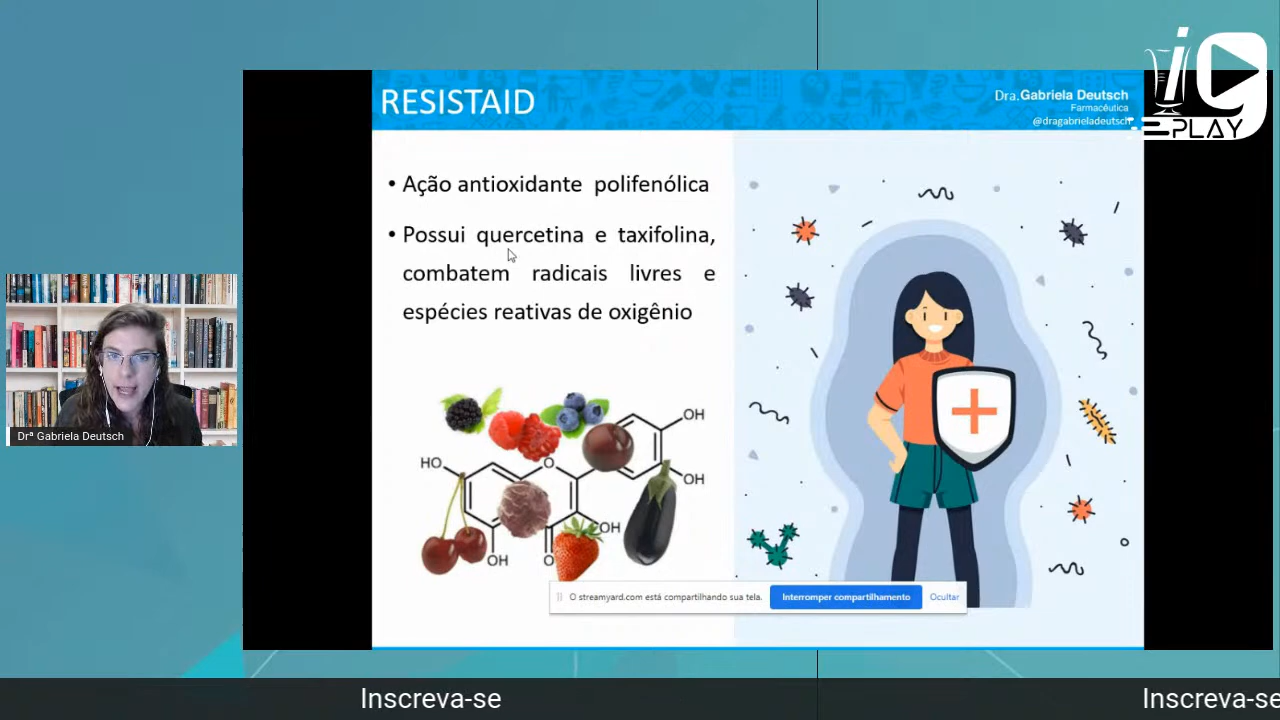 RESISTAID
Dra.Gabriela Deutsch
Farmacêutica
@dragabrieladeutsch
iG
PLAY
• Ação antioxidante polifenólica
• Possui quercetina e taxifolina,
combatem radicais livres e
espécies reativas de oxigênio
OH
HO
O
OH
OH
OH
O
Drª Gabriela Deutsch
O streamyard.com está compartilhando sua tela.
Interromper compartilhamento
Ocultar
Inscreva-se
Inscreva-se